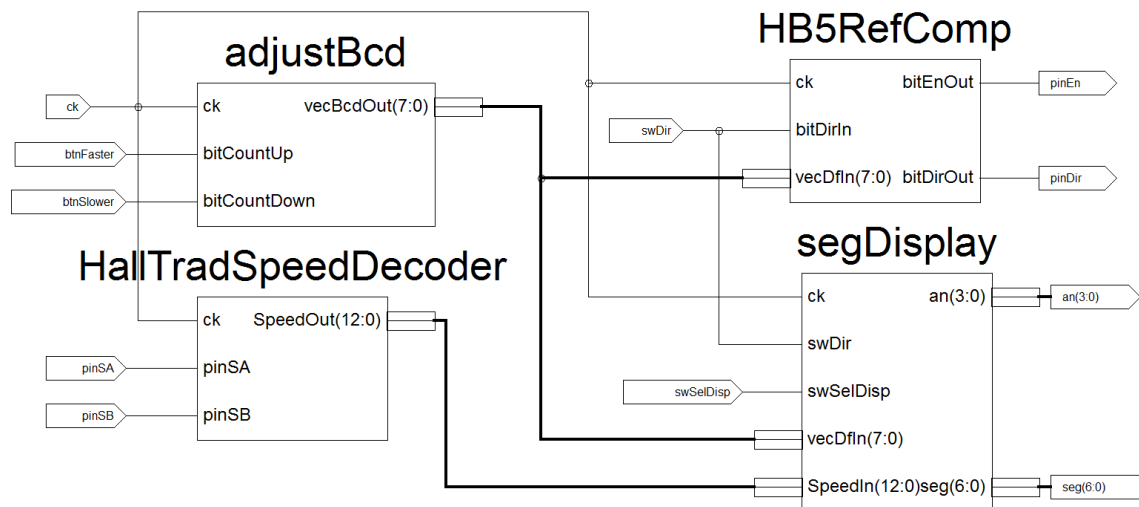 adjustBcd
ck
btnFaster
btnSlower
ck
vecBcdOut(7:0)
bitCountUp
bitCountDown
HallTradSpeedDecoder
pinSA
pinSB
ck
SpeedOut(12:0)
pinSA
pinSB
HB5RefComp
swDir
ck
bitEnOut
bitDirIn
vecDfIn(7:0)
bitDirOut
pinEn
pinDir
segDisplay
swSelDisp
ck
an(3:0)
swDir
swSelDisp
vecDfIn(7:0)
SpeedIn(12:0)seg(6:0)
an(3:0)
seg(6:0)